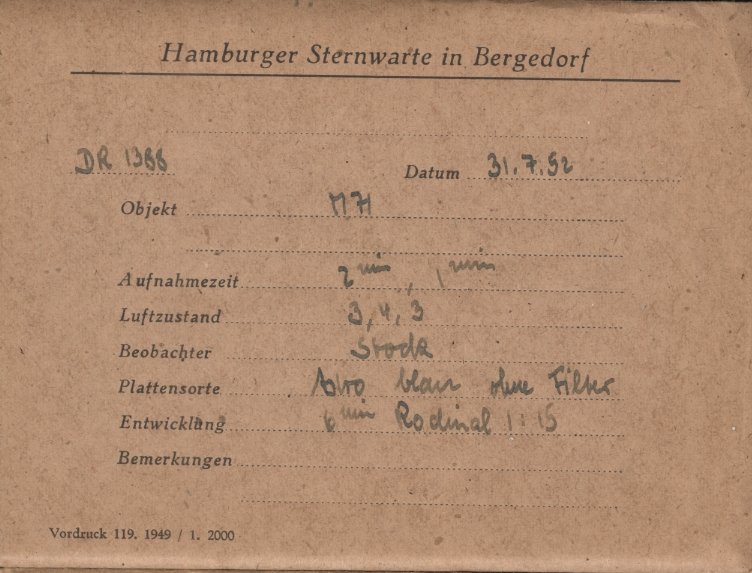 Hamburger Sternwarte in Bergedorf
DR 1388 Datum 31.7.52
Objekt M 71
Aufnahmezeit 2 min, 1 min
Luftzustand 3, 4, 3
Beobachter Stock
Plattensorte blau ohne Filter
Entwicklung 6 min Rodinal 1:15
Bemerkungen
Vordruck 119. 1949 / 1. 2000